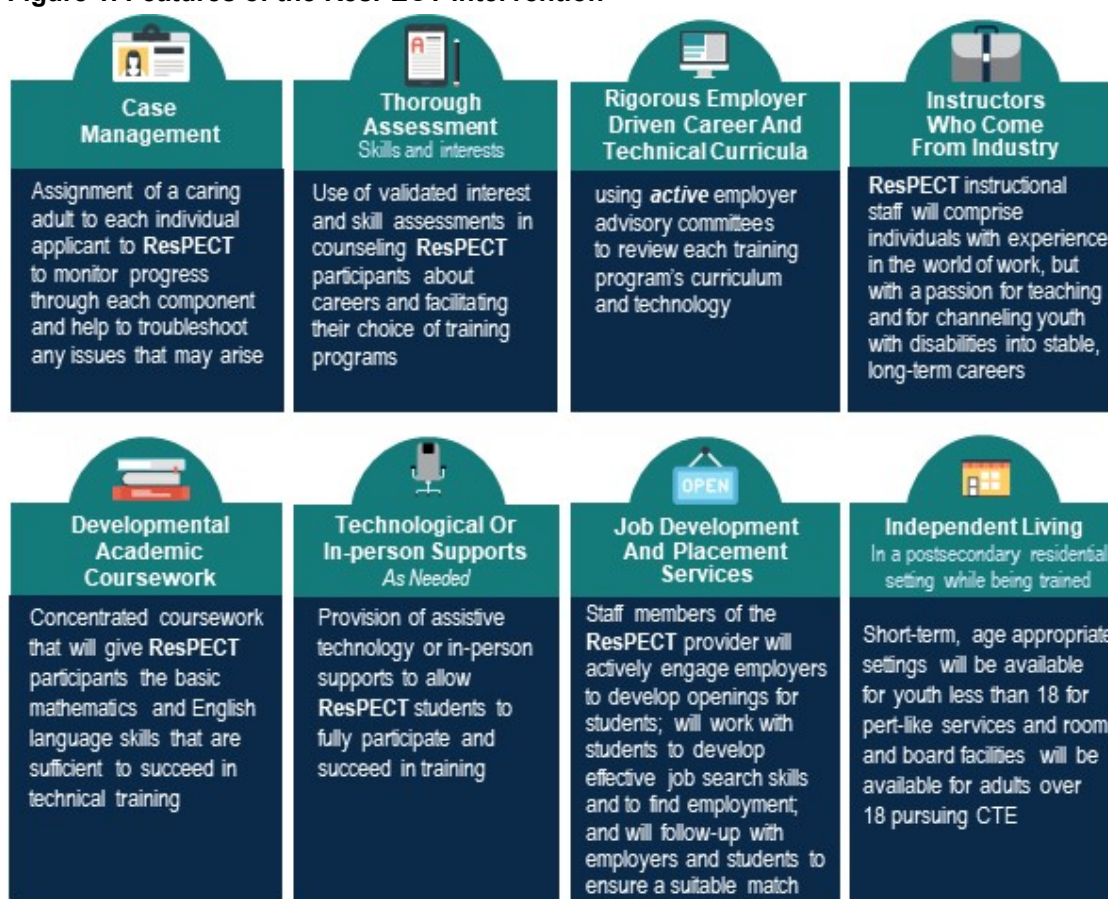 Case
Management
Assignment of a caring
adult to each individual
applicant to ResPECT
to monitor progress
through each component
and help to troubleshoot
any issues that may arise
Thorough
Assessment
Skills and interests
Use of validated interest
and skill assessments in
counseling ResPECT
participants about
careers and facilitating
their choice of training
programs
Rigorous Employer
Driven Career And
Technical Curricula
using active employer
advisory committees
to review each training
program's curriculum
and technology
Instructors
Who Come
From Industry
ResPECT instructional
staff will comprise
individuals with experience
in the world of work, but
with a passion for teaching
and for channeling youth
with disabilities into stable,
long-term careers
Developmental
Academic
Coursework
Concentrated coursework
that will give ResPECT
participants the basic
mathematics and English
language skills that are
sufficient to succeed in
technical training
Technological Or
In-person Supports
As Needed
Provision of assistive
technology or in-person
supports to allow
ResPECT students to
fully participate and
succeed in training
OPEN
Job Development
And Placement
Services
Staff members of the
ResPECT provider will
actively engage employers
to develop openings for
students; will work with
students to develop
effective job search skills
and to find employment;
and will follow-up with
employers and students to
ensure a suitable match
Independent Living
In a postsecondary residential
setting while being trained
Short-term, age appropriate
settings will be available
for youth less than 18 for
pert-like services and room
and board facilities will be
available for adults over
18 pursuing CTE